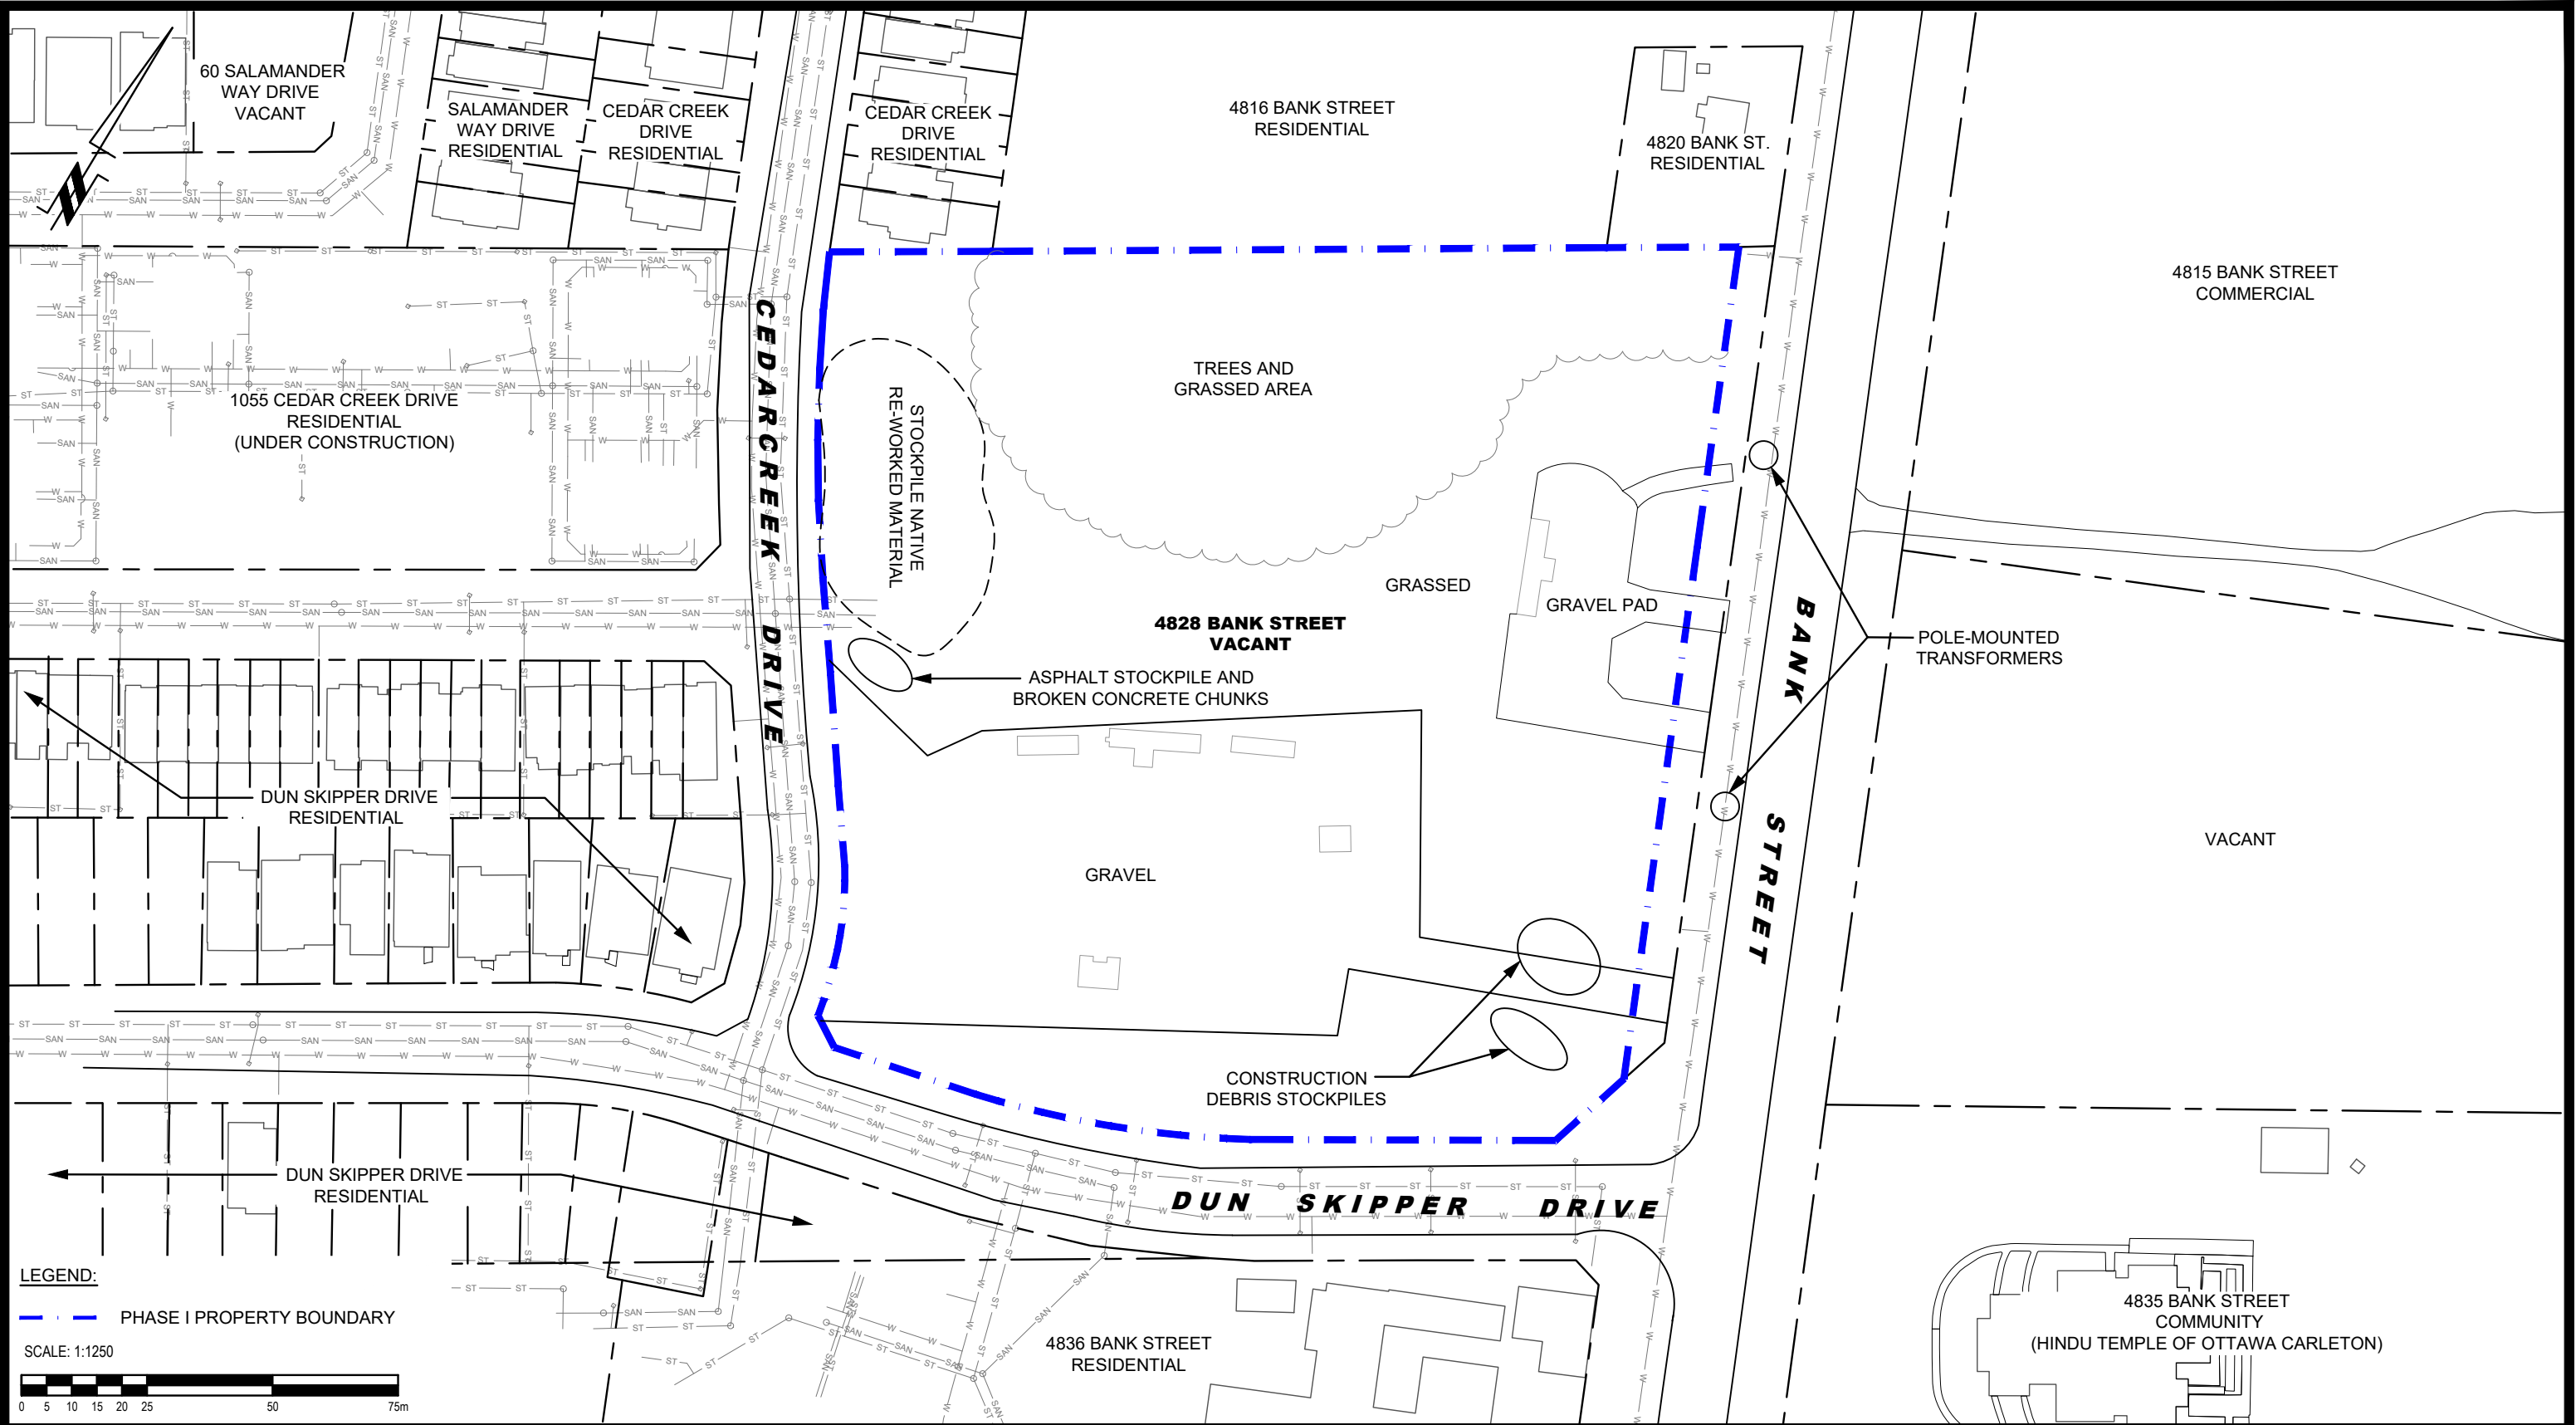 60 SALAMANDER
WAY DRIVE
VACANT
SALAMANDER
WAY DRIVE
RESIDENTIAL
CEDAR CREEK
DRIVE
RESIDENTIAL
CEDAR CREEK
DRIVE
RESIDENTIAL
4816 BANK STREET
RESIDENTIAL
4820 BANK ST.
RESIDENTIAL
4815 BANK STREET
COMMERCIAL
1055 CEDAR CREEK DRIVE
RESIDENTIAL
(UNDER CONSTRUCTION)
CEDARCREEK DRIVE
STOCKPILE NATIVE
RE-WORKED MATERIAL
TREES AND
GRASSED AREA
GRASSED
GRAVEL PAD
4828 BANK STREET
VACANT
ASPHALT STOCKPILE AND
BROKEN CONCRETE CHUNKS
BANK STREET
POLE-MOUNTED
TRANSFORMERS
VACANT
DUN SKIPPER DRIVE
RESIDENTIAL
GRAVEL
CONSTRUCTION
DEBRIS STOCKPILES
DUN SKIPPER DRIVE
RESIDENTIAL
DUN SKIPPER DRIVE
4836 BANK STREET
RESIDENTIAL
4835 BANK STREET
COMMUNITY
(HINDU TEMPLE OF OTTAWA CARLETON)
LEGEND:
PHASE I PROPERTY BOUNDARY
SCALE: 1:1250
0 5 10 15 20 25 50 75m